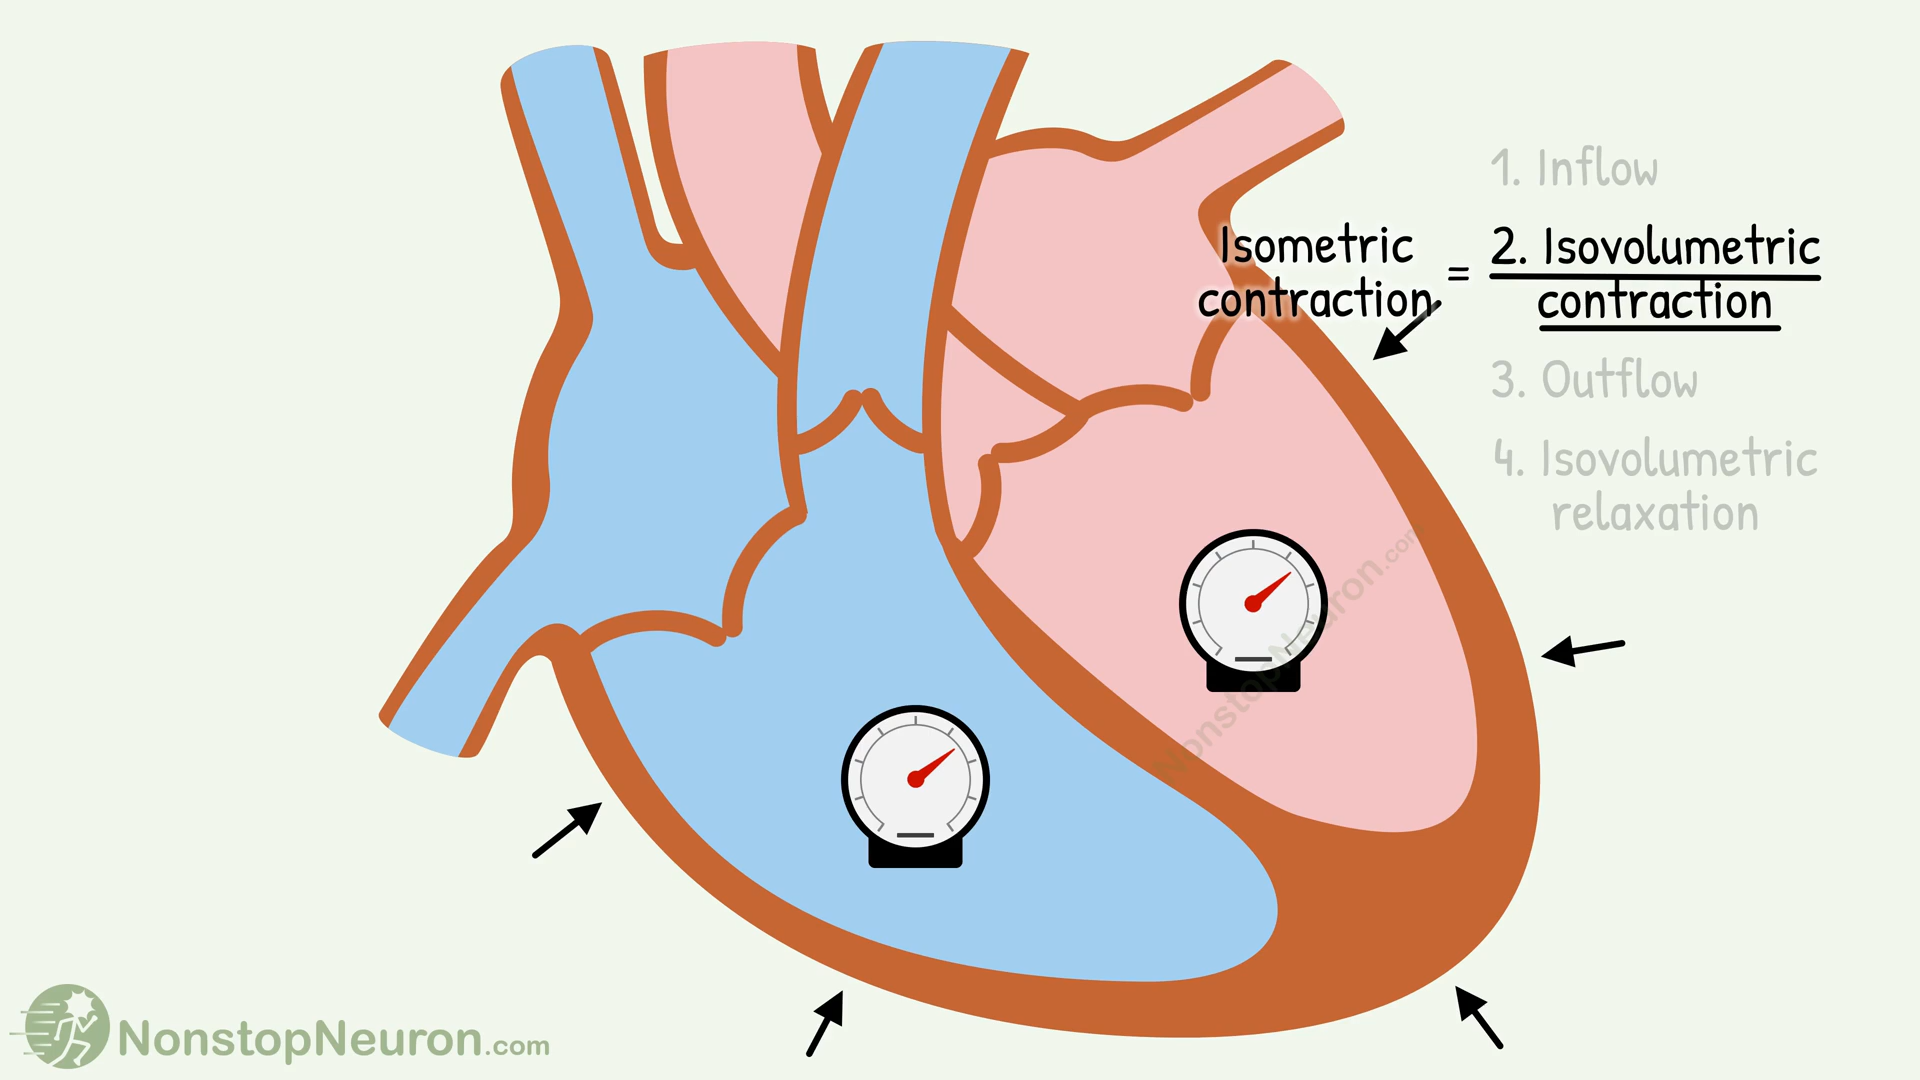 1. Inflow
Isometric
contraction
=
2. Isovolumetric
contraction
3. Outflow
4. Isovolumetric
relaxation
NonstopNeuron.com
NonstopNeuron.com